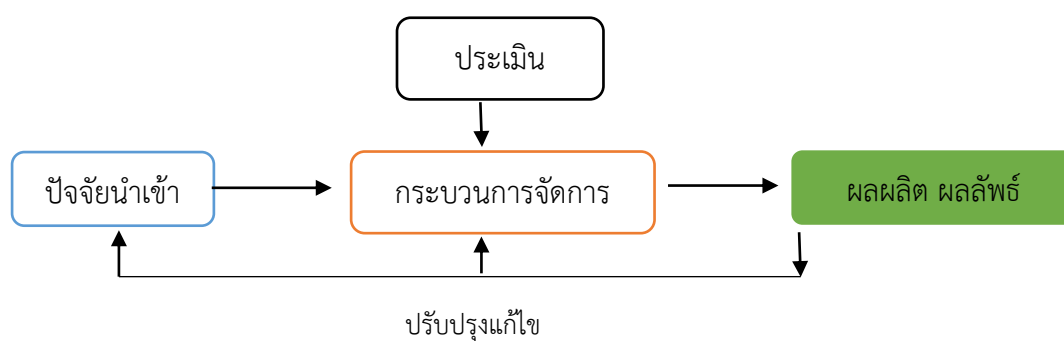 ประเมิน
ปัจจัยนำเข้า
กระบวนการจัดการ
ผลผลิต ผลลัพธ์
ปรับปรุงแก้ไข